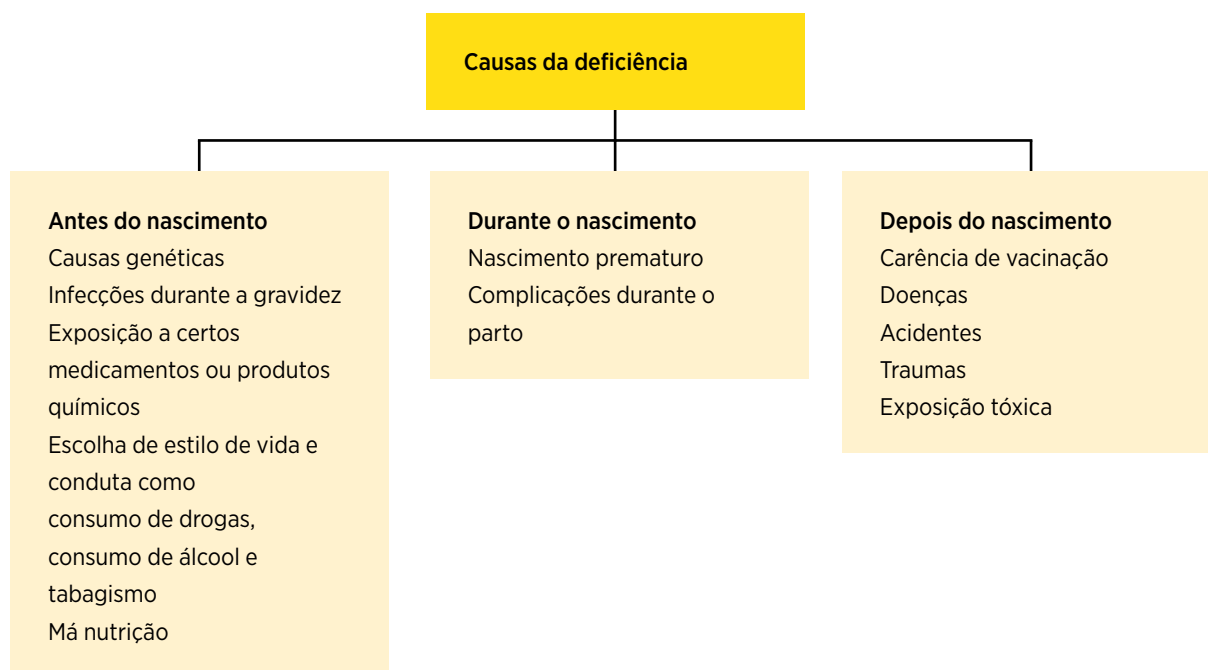 Causas da deficiência
Antes do nascimento
Causas genéticas
Infecções durante a gravidez
Exposição a certos
medicamentos ou produtos
químicos
Escolha de estilo de vida e
conduta como
consumo de drogas,
consumo de álcool e
tabagismo
Má nutrição
Durante o nascimento
Nascimento prematuro
Complicações durante o
parto
Depois do nascimento
Carência de vacinação
Doenças
Acidentes
Traumas
Exposição tóxica